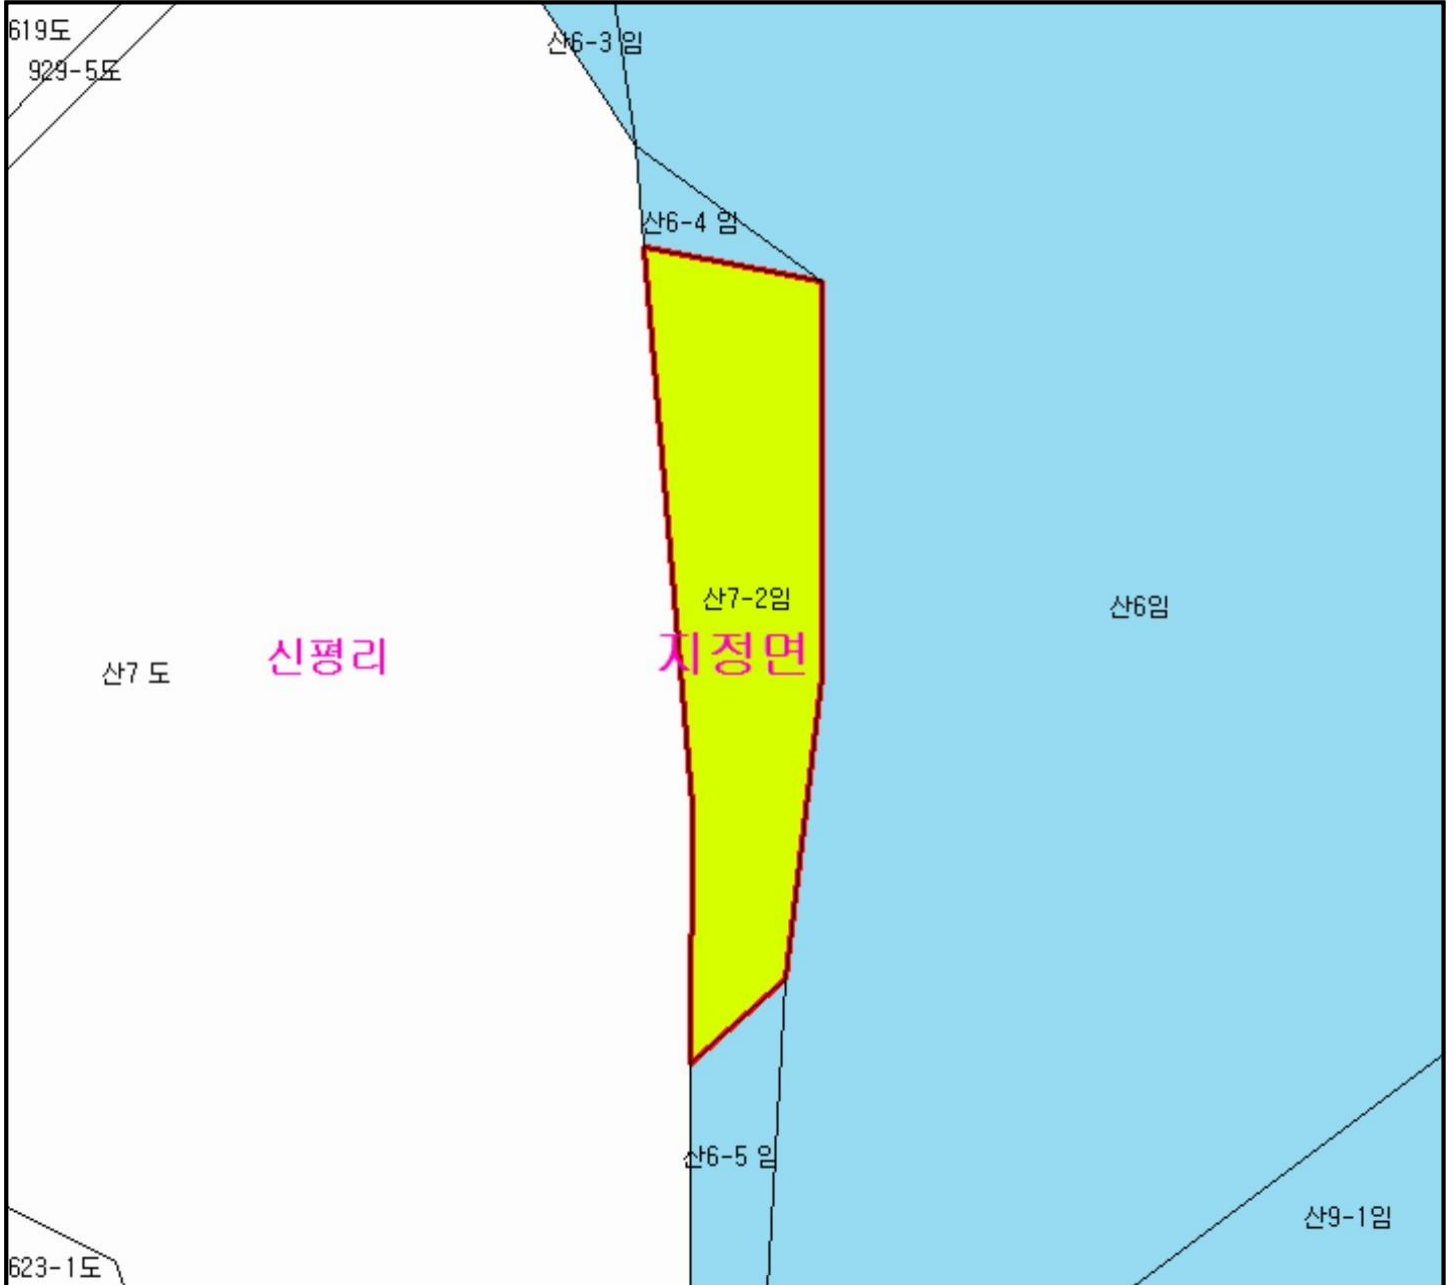 619도
산6-3 임
929-5도
산6-4 임
산7-2임
산6임
신평리
지정면
산7 도
산6-5 임
산9-1임
623-1도